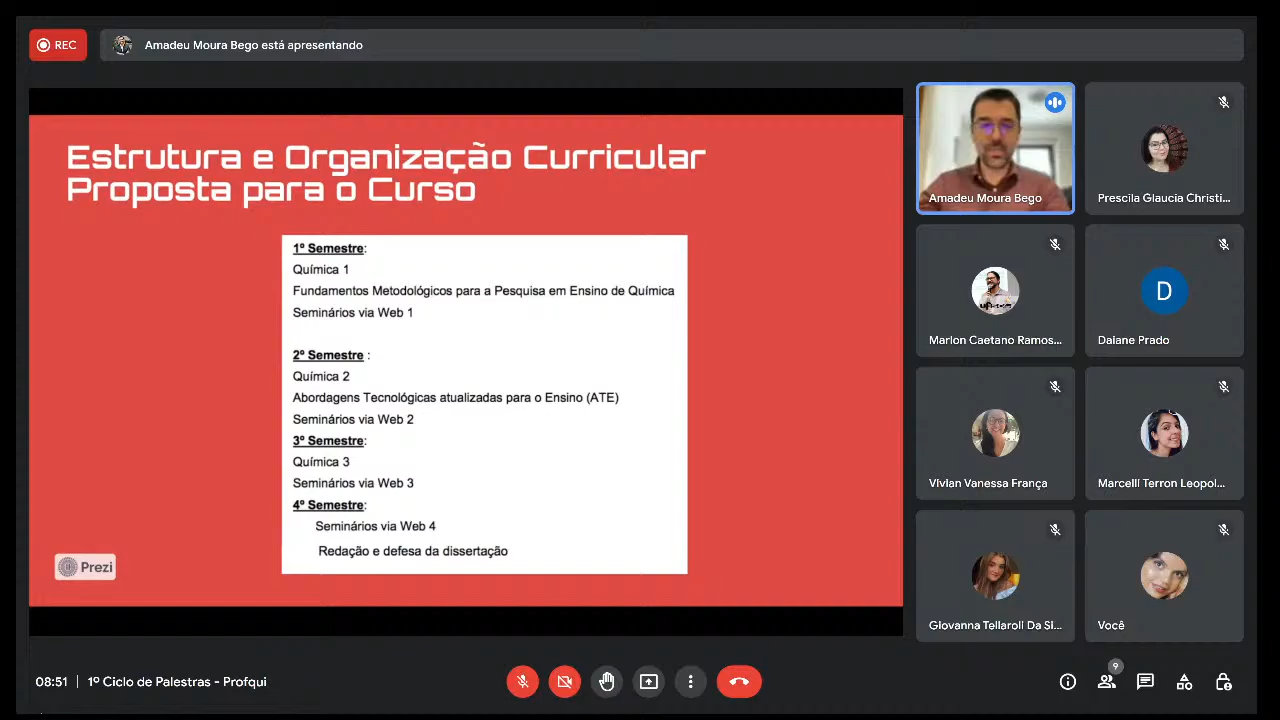 REC
Amadeu Moura Bego está apresentando
Estrutura e Organização Curricular
Proposta para o Curso
1º Semestre:
Química 1
Fundamentos Metodológicos para a Pesquisa em Ensino de Química
Seminários via Web 1
2º Semestre :
Química 2
Abordagens Tecnológicas atualizadas para o Ensino (ATE)
Seminários via Web 2
3º Semestre:
Química 3
Seminários via Web 3
4º Semestre:
Seminários via Web 4
Redação e defesa da dissertação
Prezi
Amadeu Moura Bego
Prescila Glaucia Christi...
Marlon Caetano Ramos...
D
Daiane Prado
Vivian Vanessa França
Marcelli Terron Leopol...
Giovanna Tellaroli Da Si...
Você
08:51 | 1º Ciclo de Palestras - Profqui
9